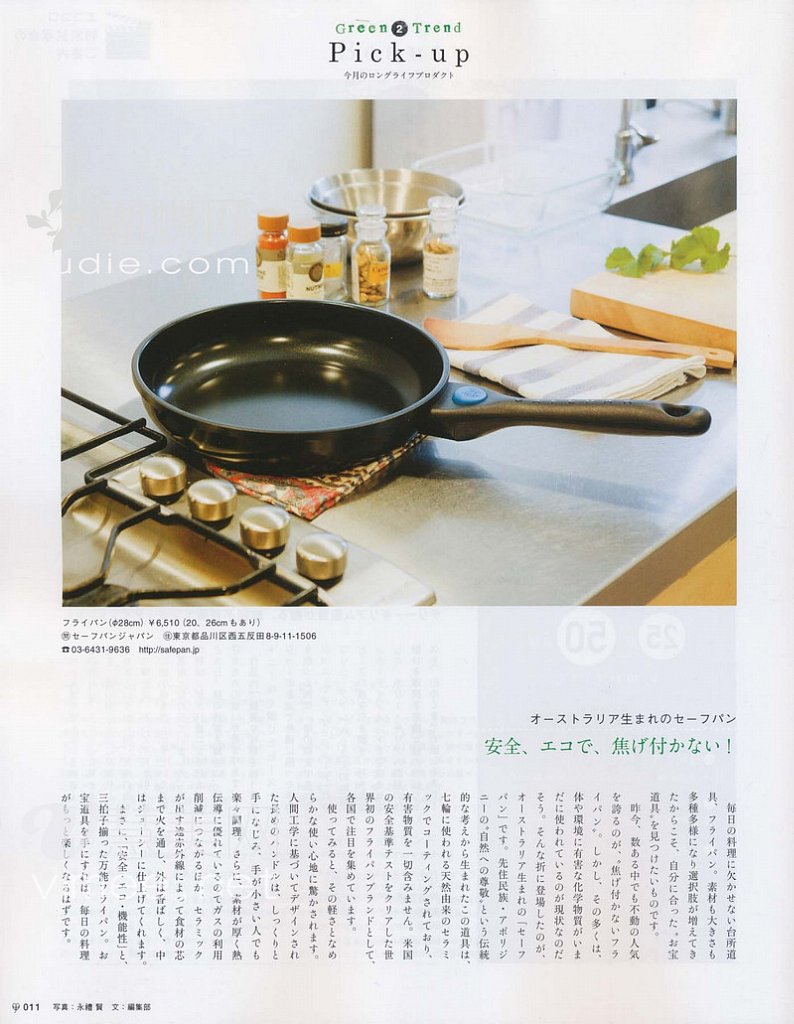 Green 2 Trend
Pick-up
今月のロングライフプロダクト
udie.com
フライパン(φ28cm) ¥6,510 (20、26cmもあり)
問セーフパンジャパン 住東京都品川区西五反田8-9-11-1506
☎03-6431-9636 http://safepan.jp
25
50
オーストラリア生まれのセーフパン
安全、エコで、焦げ付かない！
毎日の料理に欠かせない台所道
具、フライパン。素材も大きさも
多種多様になり選択肢が増えてき
たからこそ、自分に合った〝お宝
道具〟を見つけたいものです。
昨今、数ある中でも不動の人気
を誇るのが、〝焦げ付かないフラ
イパン〟。しかし、その多くは、
体や環境に有害な化学物質がいま
だに使われているのが現状なのだ
そう。そんな折に登場したのが、
オーストラリア生まれの「セーフ
パン」です。先住民族・アボリジ
ニーの〝自然への尊敬〟という伝統
的な考えから生まれたこの道具は、
七輪に使われる天然由来のセラミ
ックでコーティングされており、
有害物質を一切含みません。米国
の安全基準テストをクリアした世
界初のフライパンブランドとして、
各国で注目を集めています。
使ってみると、その軽さとなめ
らかな使い心地に驚かされます。
人間工学に基づいてデザインされ
た長めのハンドルは、しっくりと
手になじみ、手が小さい人でも
楽々調理。さらに、素材が厚く熱
伝導に優れているのでガスの利用
削減につながるほか、セラミック
が出す遠赤外線によって食材の芯
まで火を通し、外は香ばしく、中
はジューシーに仕上げてくれます。
まさに、「安全・エコ・機能性」と、
三拍子揃った万能フライパン。お
宝道具を手にすれば、毎日の料理
がもっと楽しくなるはずです。
011 写真：永禮 賢 文：編集部